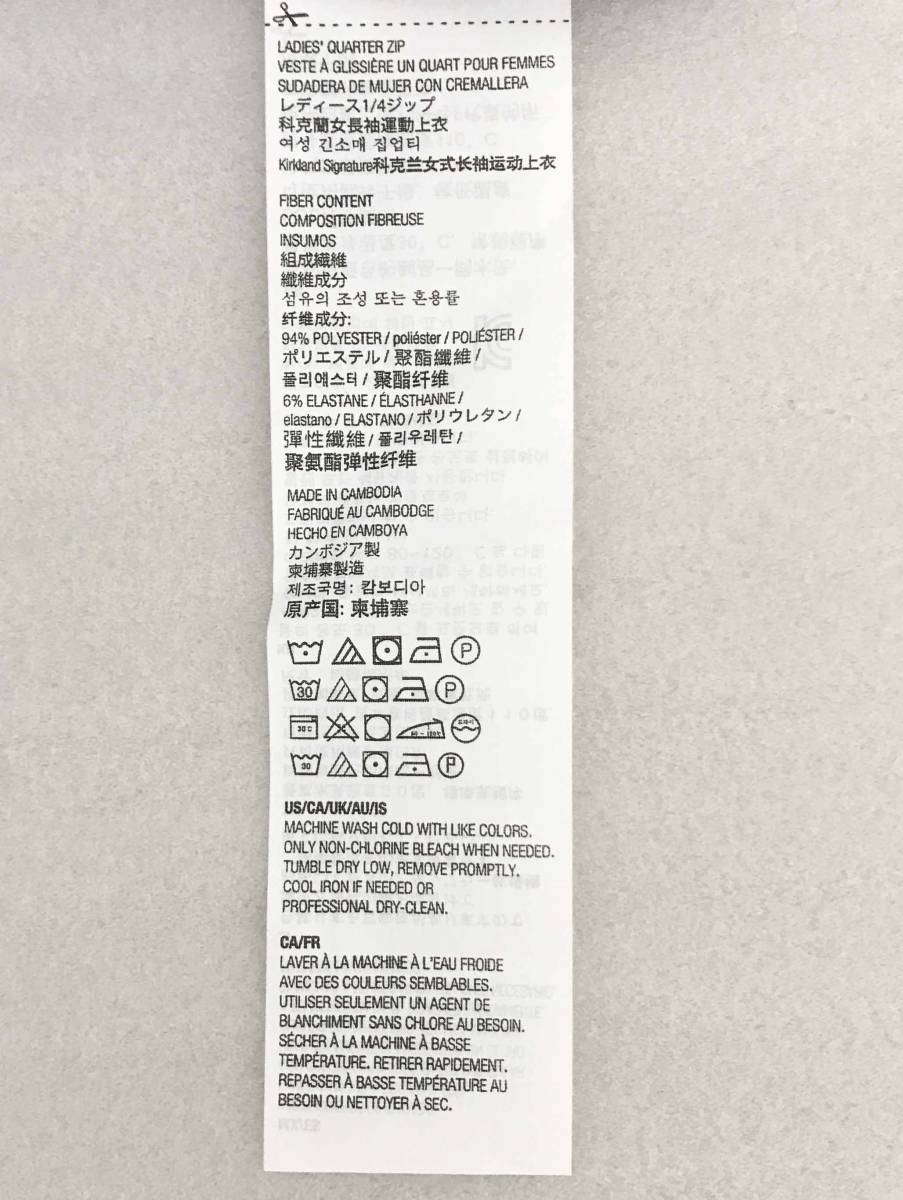 LADIES' QUARTER ZIP
VESTE À GLISSIÈRE UN QUART POUR FEMMES
SUDADERA DE MUJER CON CREMALLERA
レディース1/4ジップ
科克蘭女長袖運動上衣
여성 긴소매 집업티
Kirkland Signature科克兰女式长袖运动上衣
FIBER CONTENT
COMPOSITION FIBREUSE
INSUMOS
組成繊維
纖維成分
섬유의 조성 또는 혼용률
纤维成分:
94% POLYESTER / poliéster / POLIÉSTER /
ポリエステル / 聚酯纖維 /
폴리애스터 / 聚酯纤维
6% ELASTANE / ÉLASTHANNE /
elastano / ELASTANO / ポリウレタン /
彈性纖維 / 폴리우레탄 /
聚氨酯弹性纤维
MADE IN CAMBODIA
FABRIQUÉ AU CAMBODGE
HECHO EN CAMBOYA
カンボジア製
柬埔寨製造
제조국명: 캄보디아
原产国: 柬埔寨
P
30 P
30 C 80 - 120℃ 드라이
30 P
US/CA/UK/AU/IS
MACHINE WASH COLD WITH LIKE COLORS.
ONLY NON-CHLORINE BLEACH WHEN NEEDED.
TUMBLE DRY LOW, REMOVE PROMPTLY.
COOL IRON IF NEEDED OR
PROFESSIONAL DRY-CLEAN.
CA/FR
LAVER À LA MACHINE À L'EAU FROIDE
AVEC DES COULEURS SEMBLABLES.
UTILISER SEULEMENT UN AGENT DE
BLANCHIMENT SANS CHLORE AU BESOIN.
SÉCHER À LA MACHINE À BASSE
TEMPÉRATURE. RETIRER RAPIDEMENT.
REPASSER À BASSE TEMPÉRATURE AU
BESOIN OU NETTOYER À SEC.